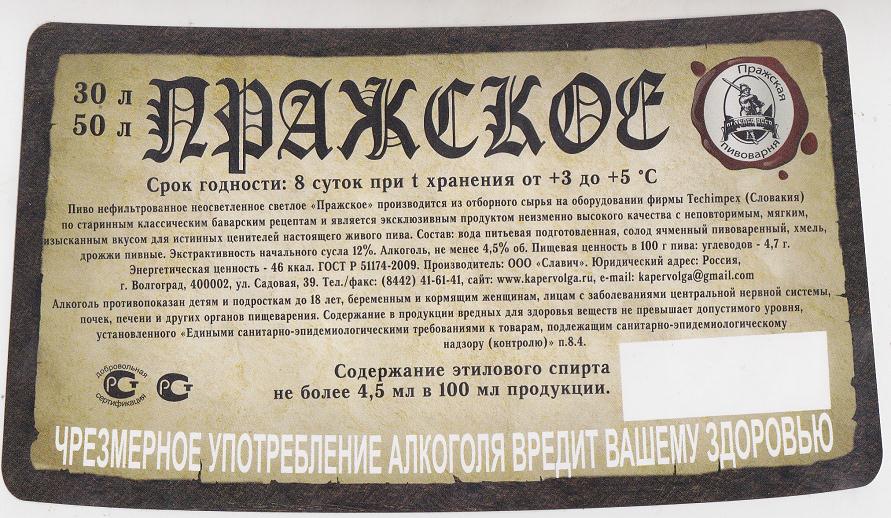 30 л
50 л
ПРАЖСКОЕ
Пражская
пивоварня
Срок годности: 8 суток при t хранения от +3 до +5 °С
Пиво нефильтрованное неосветленное светлое «Пражское» производится из отборного сырья на оборудовании фирмы Techimpex (Словакия)
по старинным классическим баварским рецептам и является эксклюзивным продуктом неизменно высокого качества с неповторимым, мягким,
изысканным вкусом для истинных ценителей настоящего живого пива. Состав: вода питьевая подготовленная, солод ячменный пивоваренный, хмель,
дрожжи пивные. Экстрактивность начального сусла 12%. Алкоголь, не менее 4,5% об. Пищевая ценность в 100 г пива: углеводов - 4,7 г.
Энергетическая ценность - 46 ккал. ГОСТ Р 51174-2009. Производитель: ООО «Славич». Юридический адрес: Россия,
г. Волгоград, 400002, ул. Садовая, 39. Тел./факс: (8442) 41-61-41, сайт: www.kapervolga.ru, e-mail: kapervolga@gmail.com
Алкоголь противопоказан детям и подросткам до 18 лет, беременным и кормящим женщинам, лицам с заболеваниями центральной нервной системы,
почек, печени и других органов пищеварения. Содержание в продукции вредных для здоровья веществ не превышает допустимого уровня,
установленного «Едиными санитарно-эпидемиологическими требованиями к товарам, подлежащим санитарно-эпидемиологическому
надзору (контролю)» п.8.4.
добровольная
РСТ
сертификация
РСТ
Содержание этилового спирта
не более 4,5 мл в 100 мл продукции.
ЧРЕЗМЕРНОЕ УПОТРЕБЛЕНИЕ АЛКОГОЛЯ ВРЕДИТ ВАШЕМУ ЗДОРОВЬЮ